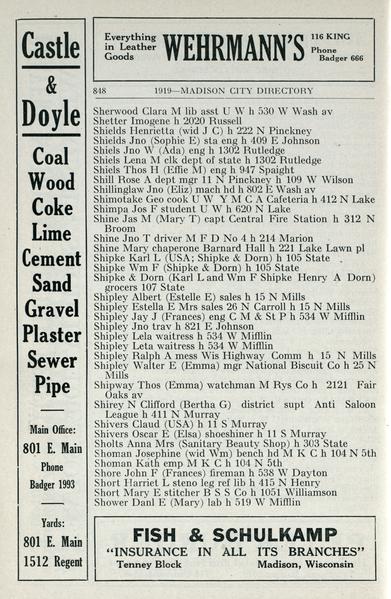 Castle
&
Doyle
Coal
Wood
Coke
Lime
Cement
Sand
Gravel
Plaster
Sewer
Pipe
Main Office:
801 E. Main
Phone
Badger 1993
Yards:
801 E. Main
1512 Regent
Everything
in Leather
Goods
WEHRMANN'S
116 KING
Phone
Badger 666
848 1919—MADISON CITY DIRECTORY
Sherwood Clara M lib asst U W h 530 W Wash av
Shetter Imogene h 2020 Russell
Shields Henrietta (wid J C) h 222 N Pinckney
Shields Jno (Sophie E) sta eng h 409 E Johnson
Shiels Jno W (Ada) eng h 1302 Rutledge
Shiels Lena M clk dept of state h 1302 Rutledge
Shiels Thos H (Effie M) eng h 947 Spaight
Shill Rose A dept mgr 11 N Pinckney h 109 W Wilson
Shillinglaw Jno (Eliz) mach hd h 802 E Wash av
Shimotake Geo cook U W Y M C A Cafeteria h 412 N Lake
Shimpa Jos F student U W h 620 N Lake
Shine Jas M (Mary T) capt Central Fire Station h 312 N
Broom
Shine Jno T driver M F D No 4 h 214 Marion
Shine Mary chaperone Barnard Hall h 221 Lake Lawn pl
Shipke Karl L (USA; Shipke & Dorn) h 105 State
Shipke Wm F (Shipke & Dorn) h 105 State
Shipke & Dorn (Karl L and Wm F Shipke Henry A Dorn)
grocers 107 State
Shipley Albert (Estelle E) sales h 15 N Mills
Shipley Estella E Mrs sales 26 N Carroll h 15 N Mills
Shipley Jay J (Frances) eng C M & St P h 534 W Mifflin
Shipley Jno trav h 821 E Johnson
Shipley Lela waitress h 534 W Mifflin
Shipley Leta waitress h 534 W Mifflin
Shipley Ralph A mess Wis Highway Comm h 15 N Mills
Shipley Walter E (Emma) mgr National Biscuit Co h 25 N
Mills
Shipway Thos (Emma) watchman M Rys Co h 2121 Fair
Oaks av
Shirey N Clifford (Bertha G) district supt Anti Saloon
League h 411 N Murray
Shivers Claud (USA) h 11 S Murray
Shivers Oscar E (Elsa) shoeshiner h 11 S Murray
Sholts Anna Mrs (Sanitary Beauty Shop) h 303 State
Shoman Josephine (wid Wm) bench hd M K C h 104 N 5th
Shoman Kath emp M K C h 104 N 5th
Shore John F (Frances) fireman h 538 W Dayton
Short Harriet L steno leg ref lib h 415 N Henry
Short Mary E stitcher B S S Co h 1051 Williamson
Shower Danl E (Mary) lab h 519 W Mifflin
FISH & SCHULKAMP
"INSURANCE IN ALL ITS BRANCHES"
Tenney Block Madison, Wisconsin